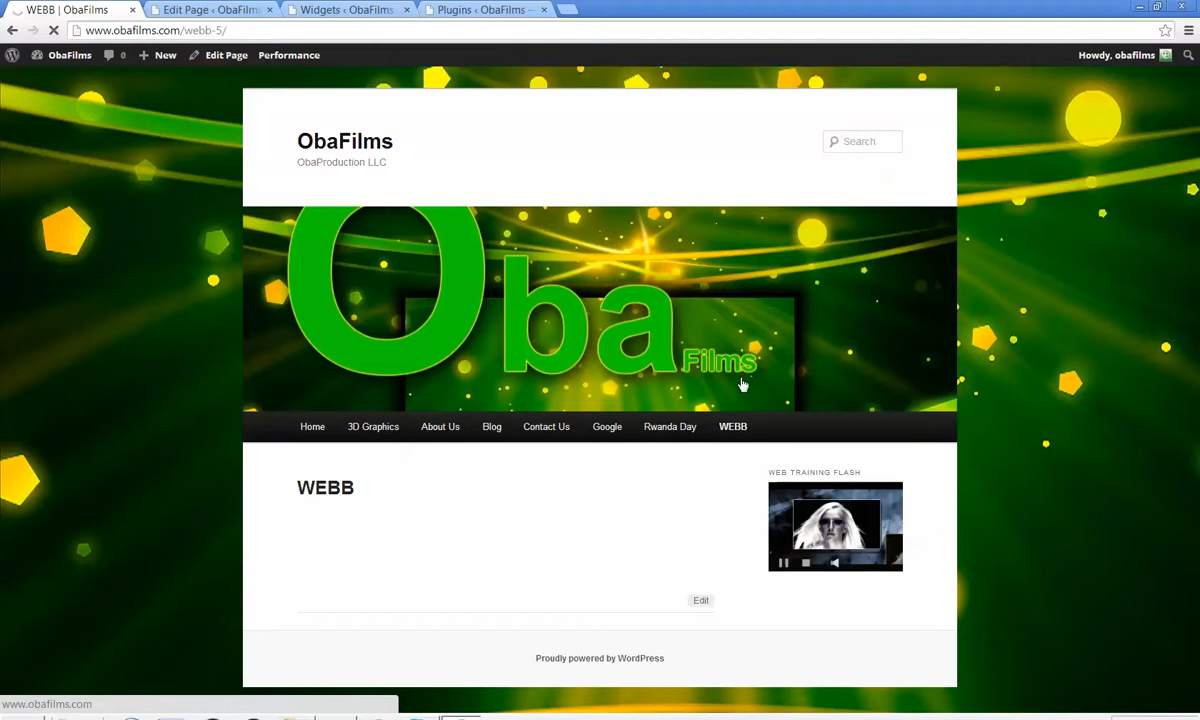 WEBB | ObaFilms
Edit Page ‹ ObaFilms
Widgets ‹ ObaFilms
Plugins ‹ ObaFilms —
www.obafilms.com/webb-5/
ObaFilms
0
New
Edit Page
Performance
Howdy, obafilms
ObaFilms
ObaProduction LLC
Search
Oba
Films
Home
3D Graphics
About Us
Blog
Contact Us
Google
Rwanda Day
WEBB
WEBB
WEB TRAINING FLASH
Edit
Proudly powered by WordPress
www.obafilms.com